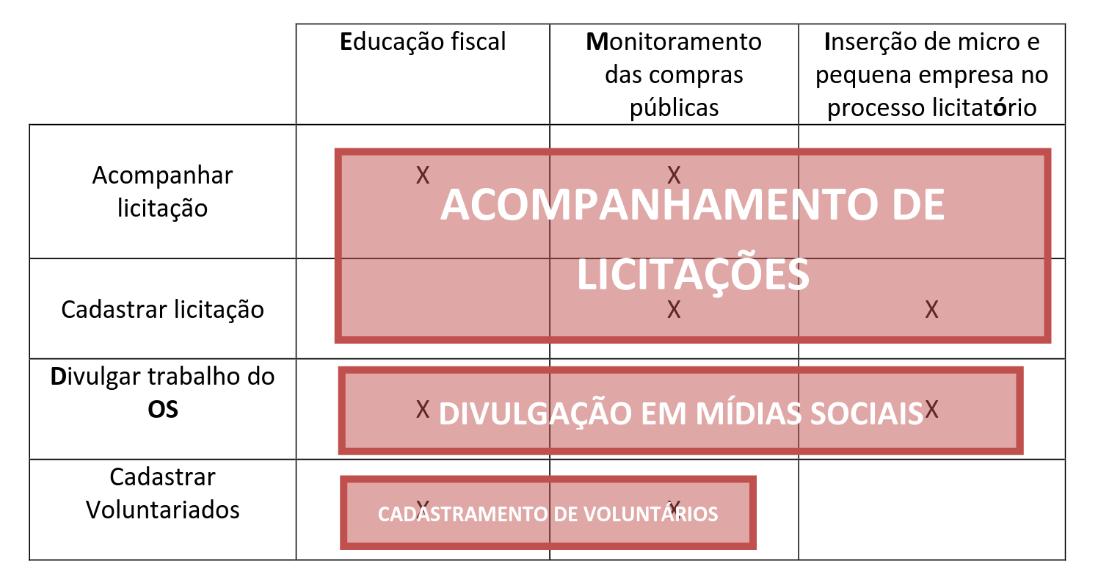 Educação fiscal
Monitoramento
das compras
públicas
Inserção de micro e
pequena empresa no
processo licitatório
Acompanhar
licitação
X
X
ACOMPANHAMENTO DE
LICITAÇÕES
Cadastrar licitação
X
X
Divulgar trabalho do
OS
X
DIVULGAÇÃO EM MÍDIAS SOCIAIS
X
Cadastrar
Voluntariados
X
X
CADASTRAMENTO DE VOLUNTÁRIOS